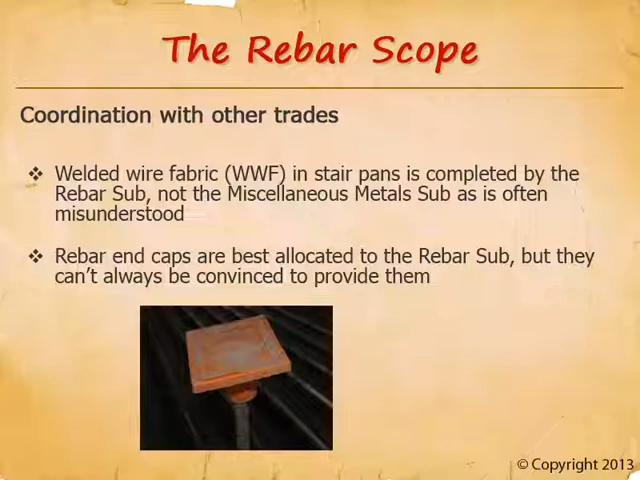 The Rebar Scope
Coordination with other trades
❖ Welded wire fabric (WWF) in stair pans is completed by the
Rebar Sub, not the Miscellaneous Metals Sub as is often
misunderstood
❖ Rebar end caps are best allocated to the Rebar Sub, but they
can't always be convinced to provide them
© Copyright 2013